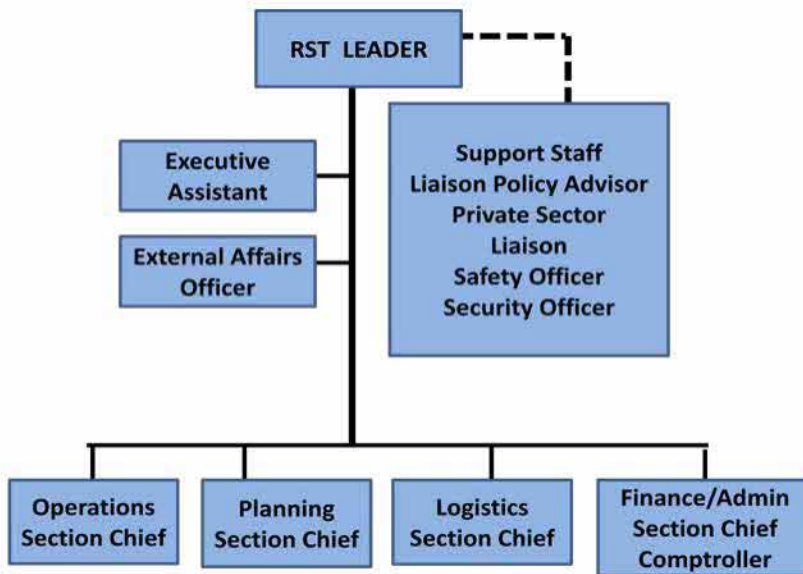 RST LEADER
Executive
Assistant
External Affairs
Officer
Support Staff
Liaison Policy Advisor
Private Sector
Liaison
Safety Officer
Security Officer
Operations
Section Chief
Planning
Section Chief
Logistics
Section Chief
Finance/Admin
Section Chief
Comptroller